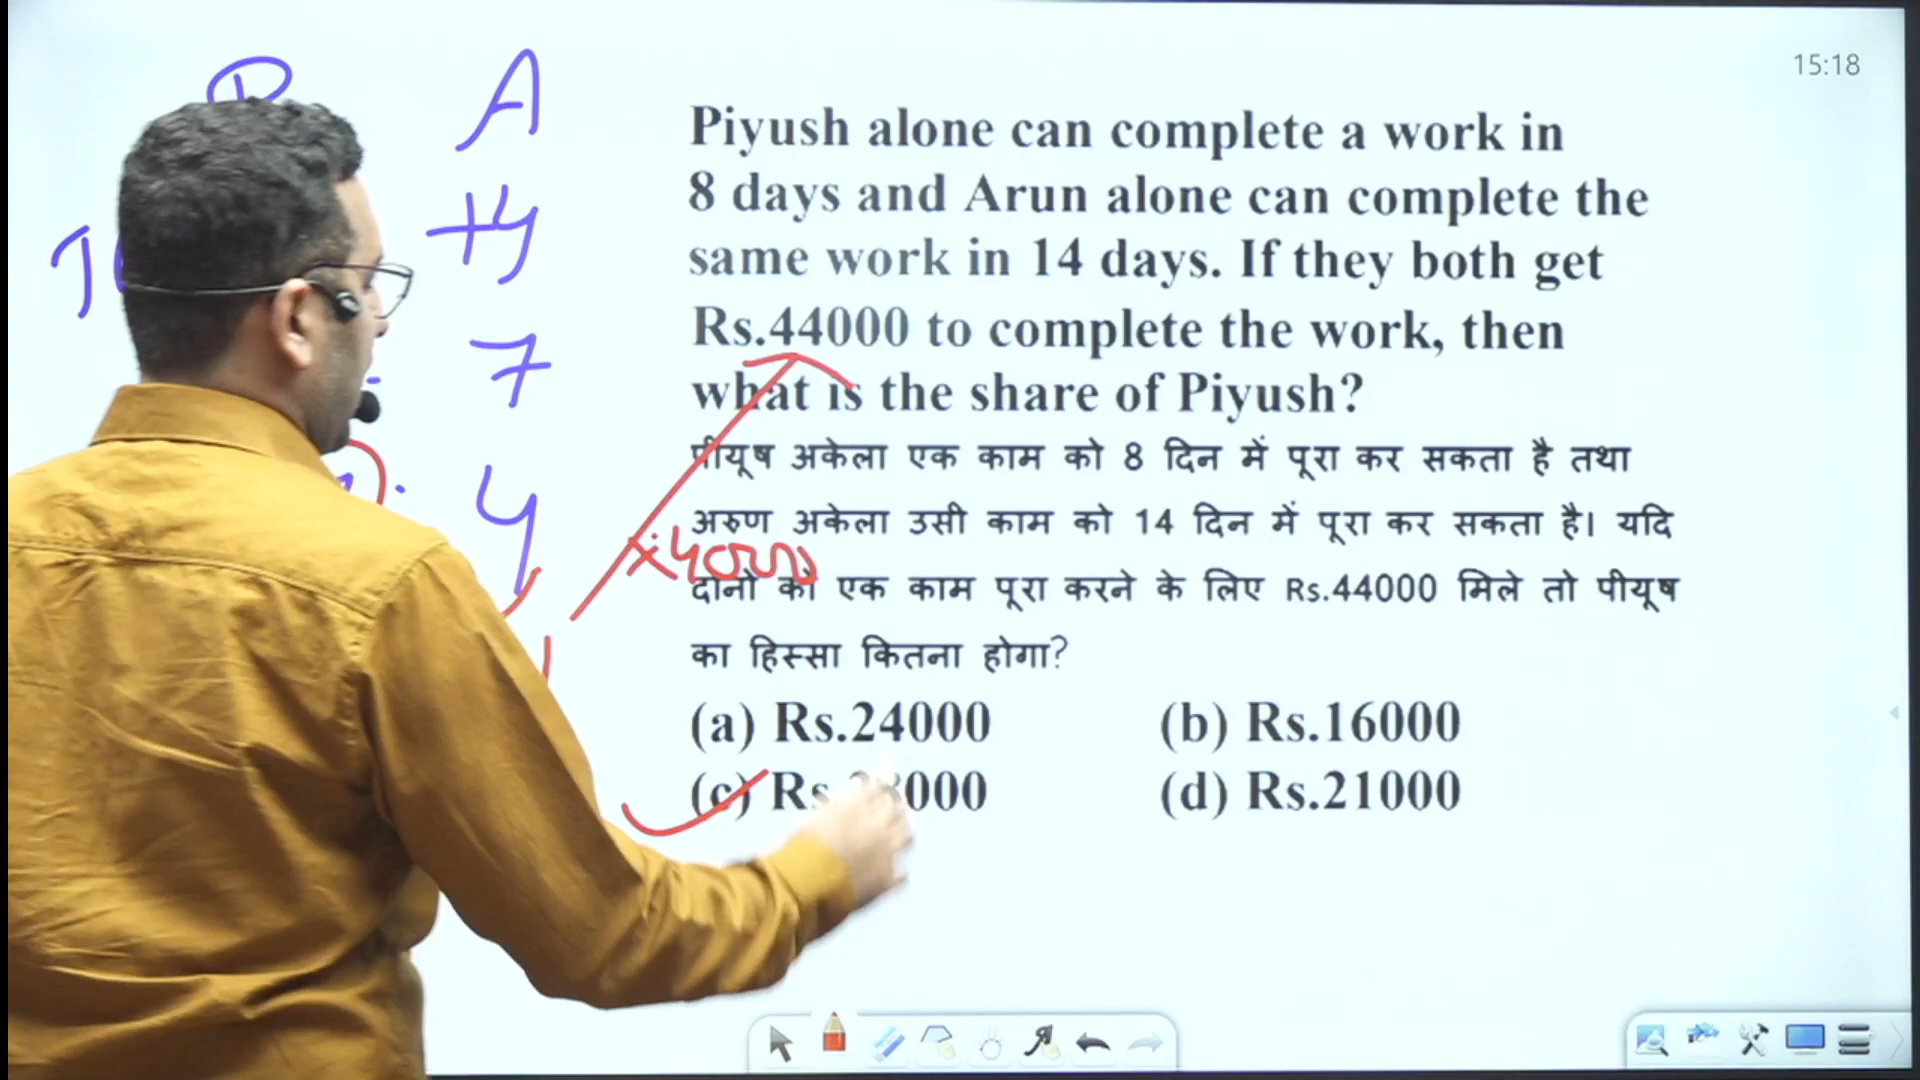 15:18
A
Piyush alone can complete a work in
8 days and Arun alone can complete the
same work in 14 days. If they both get
Rs.44000 to complete the work, then
what is the share of Piyush?
पीयूष अकेला एक काम को 8 दिन में पूरा कर सकता है तथा
अरुण अकेला उसी काम को 14 दिन में पूरा कर सकता है। यदि
दोनों को एक काम पूरा करने के लिए Rs.44000 मिले तो पीयूष
का हिस्सा कितना होगा?
(a) Rs.24000 (b) Rs.16000
(c) Rs. 000 (d) Rs.21000
7
4
×4000